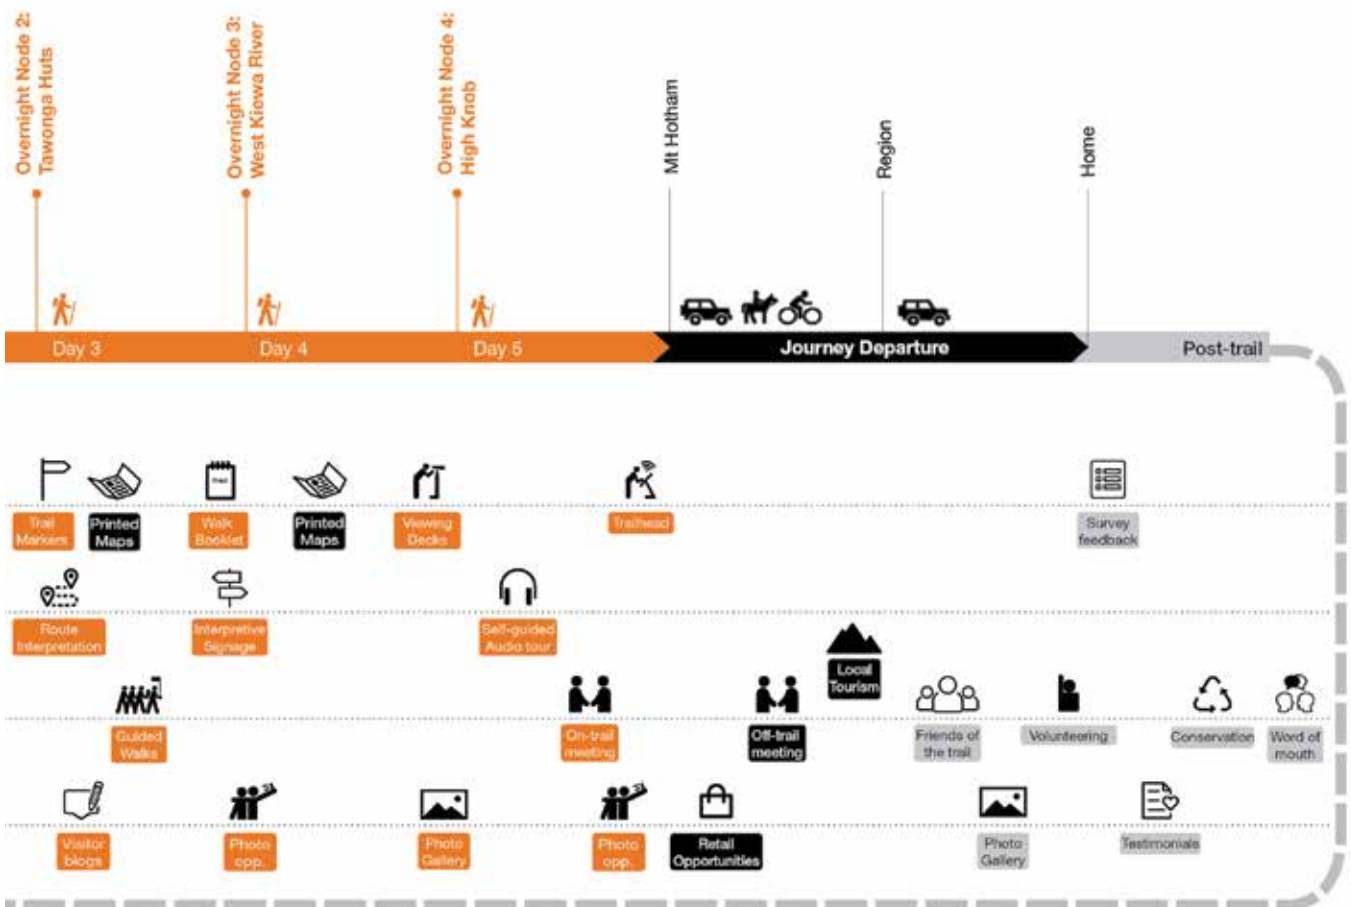 Overnight Node 2:
Tawonga Huts
Overnight Node 3:
West Kiewa River
Overnight Node 4:
High Knob
Mt Hotham
Region
Home
Day 3
Day 4
Day 5
Journey Departure
Post-trail
Trail
Markers
Printed
Maps
Walk
Booklet
Printed
Maps
Viewing
Decks
Trailhead
Survey
feedback
Route
Interpretation
Interpretive
Signage
Self-guided
Audio tour
Local
Tourism
Guided
Walks
On-trail
meeting
Off-trail
meeting
Friends of
the trail
Volunteering
Conservation
Word of
mouth
Visitor
blogs
Photo
opp.
Photo
Gallery
Photo
opp.
Retail
Opportunities
Photo
Gallery
Testimonials